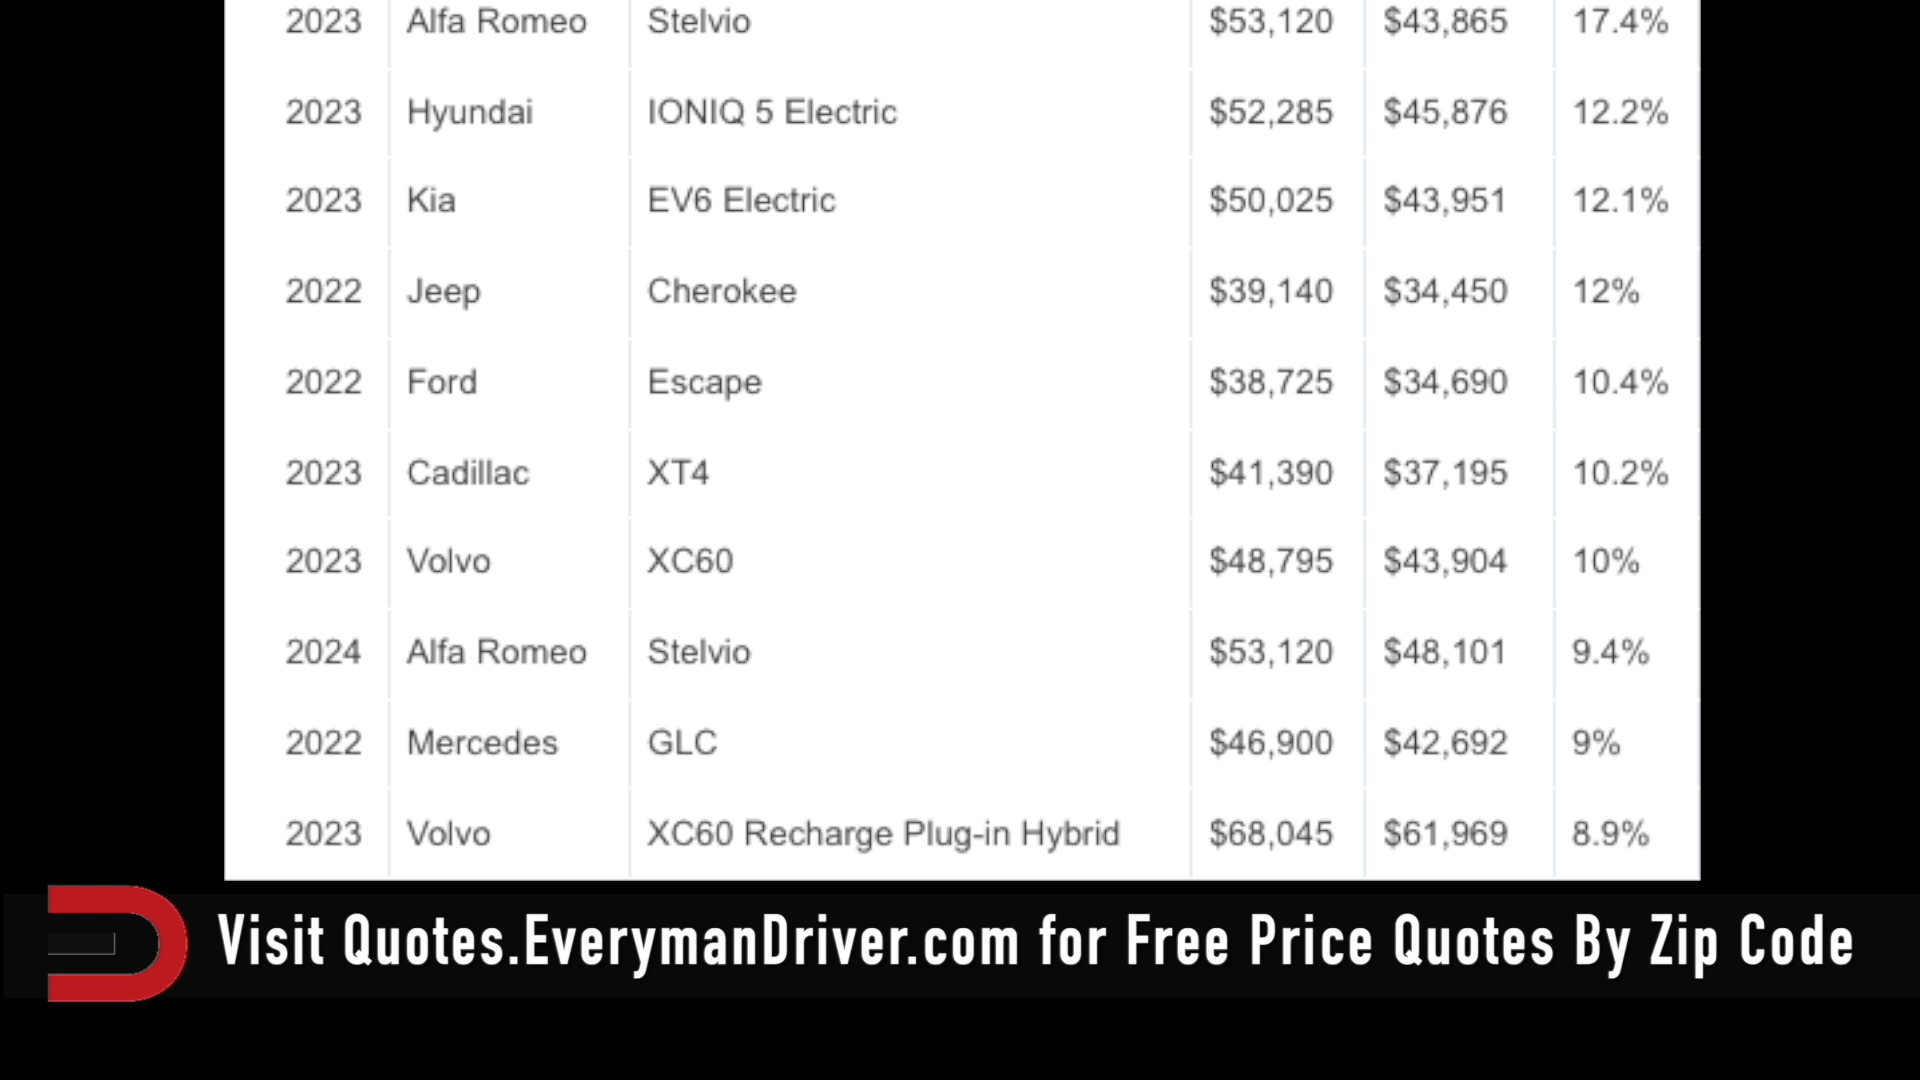 2023 Alfa Romeo Stelvio $53,120 $43,865 17.4%
2023 Hyundai IONIQ 5 Electric $52,285 $45,876 12.2%
2023 Kia EV6 Electric $50,025 $43,951 12.1%
2022 Jeep Cherokee $39,140 $34,450 12%
2022 Ford Escape $38,725 $34,690 10.4%
2023 Cadillac XT4 $41,390 $37,195 10.2%
2023 Volvo XC60 $48,795 $43,904 10%
2024 Alfa Romeo Stelvio $53,120 $48,101 9.4%
2022 Mercedes GLC $46,900 $42,692 9%
2023 Volvo XC60 Recharge Plug-in Hybrid $68,045 $61,969 8.9%
Visit Quotes.EverymanDriver.com for Free Price Quotes By Zip Code